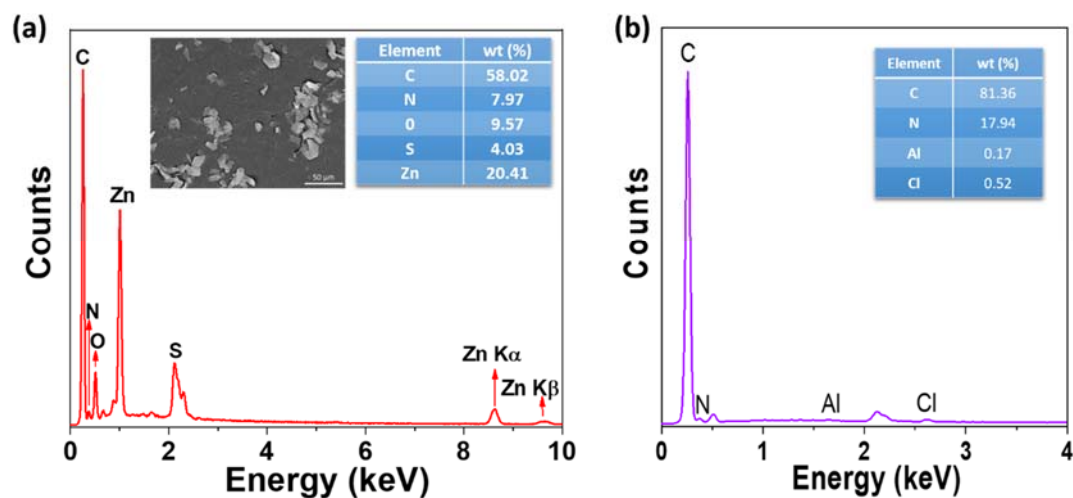 (a)
C
Zn
N
O
S
Zn Kα
Zn Kβ
50 µm
Element wt (%)
C 58.02
N 7.97
0 9.57
S 4.03
Zn 20.41
Counts
0 2 4 6 8 10
Energy (keV)
(b)
C
N
Al
Cl
Element wt (%)
C 81.36
N 17.94
Al 0.17
Cl 0.52
Counts
0 1 2 3 4
Energy (keV)